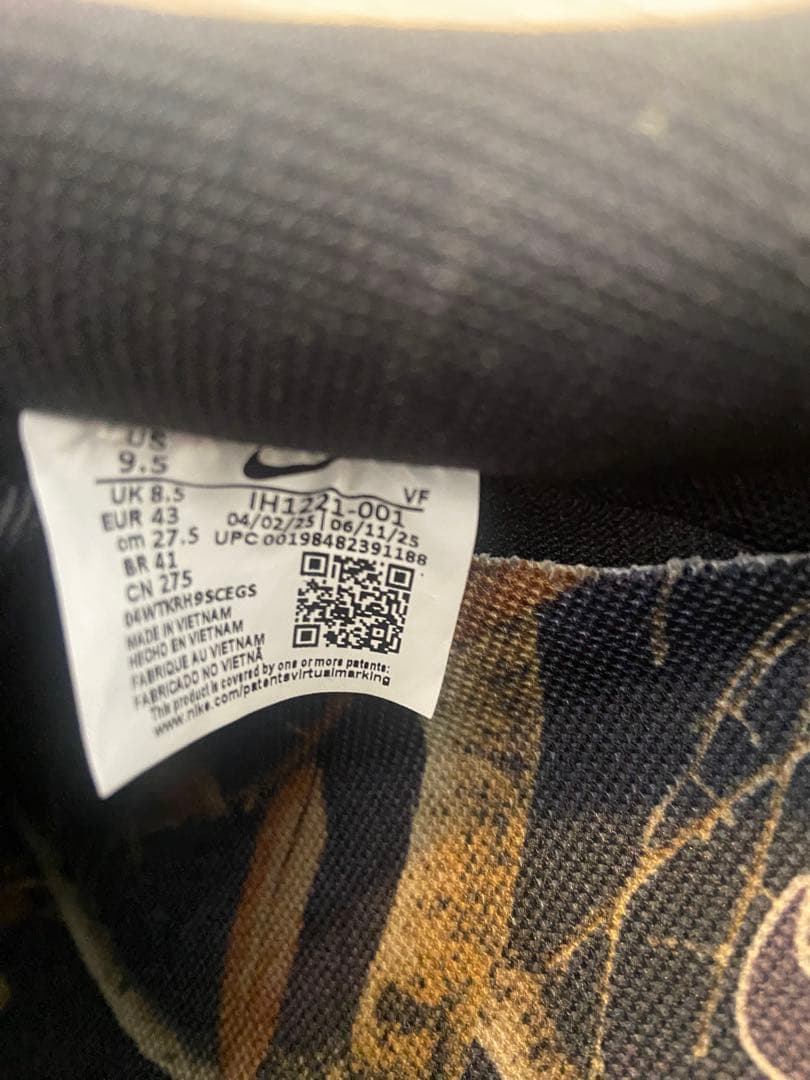 US
9.5
VF
UK 8.5
IH1221-001
EUR 43
04/02/25 | 06/11/25
cm 27.5
UPC 00198482391188
BR 41
CN 275
MADE IN VIETNAM
HECHO EN VIETNAM
FABRIQUE AU VIETNAM
FABRICADO NO VIETNÃ
This product is covered by one or more patents:
www.nike.com/patentsvirtualmarking